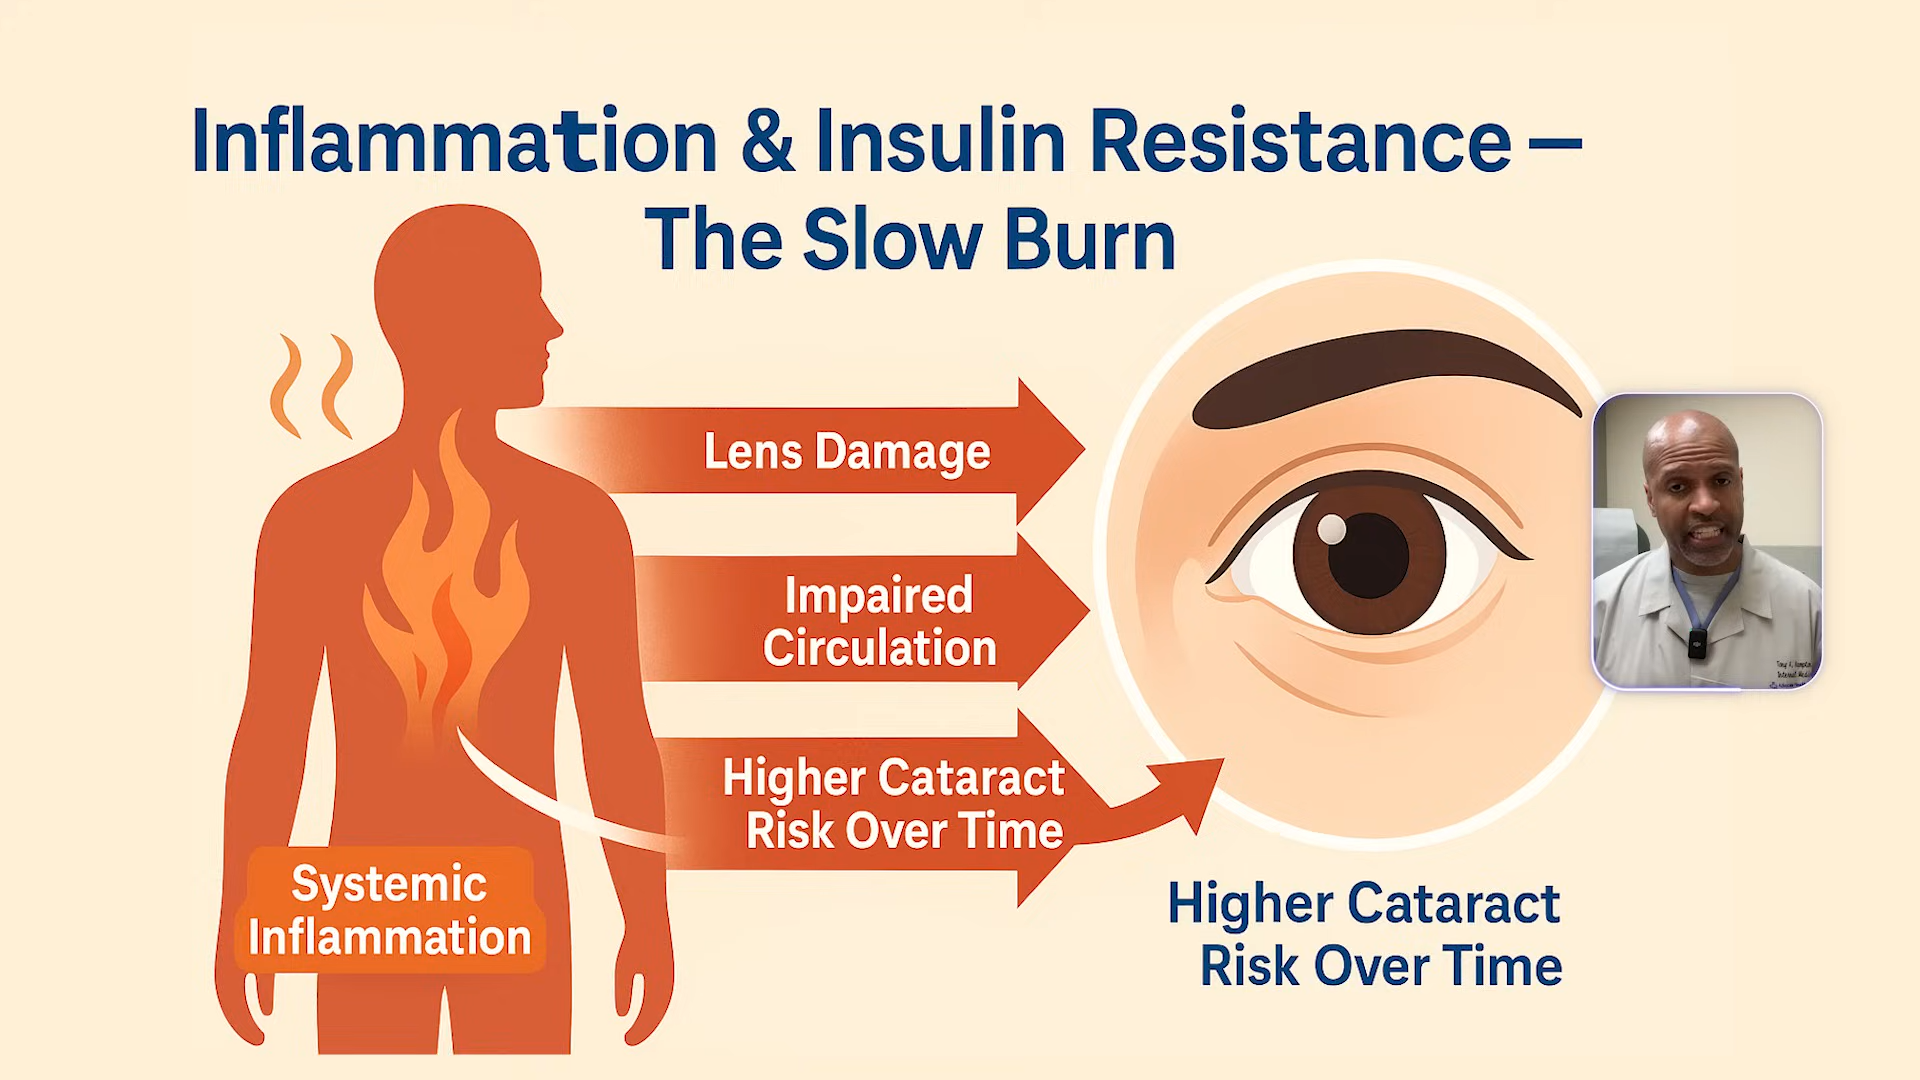 Inflammation & Insulin Resistance –
The Slow Burn
Lens Damage
Impaired
Circulation
Higher Cataract
Risk Over Time
Systemic
Inflammation
Higher Cataract
Risk Over Time
Internal